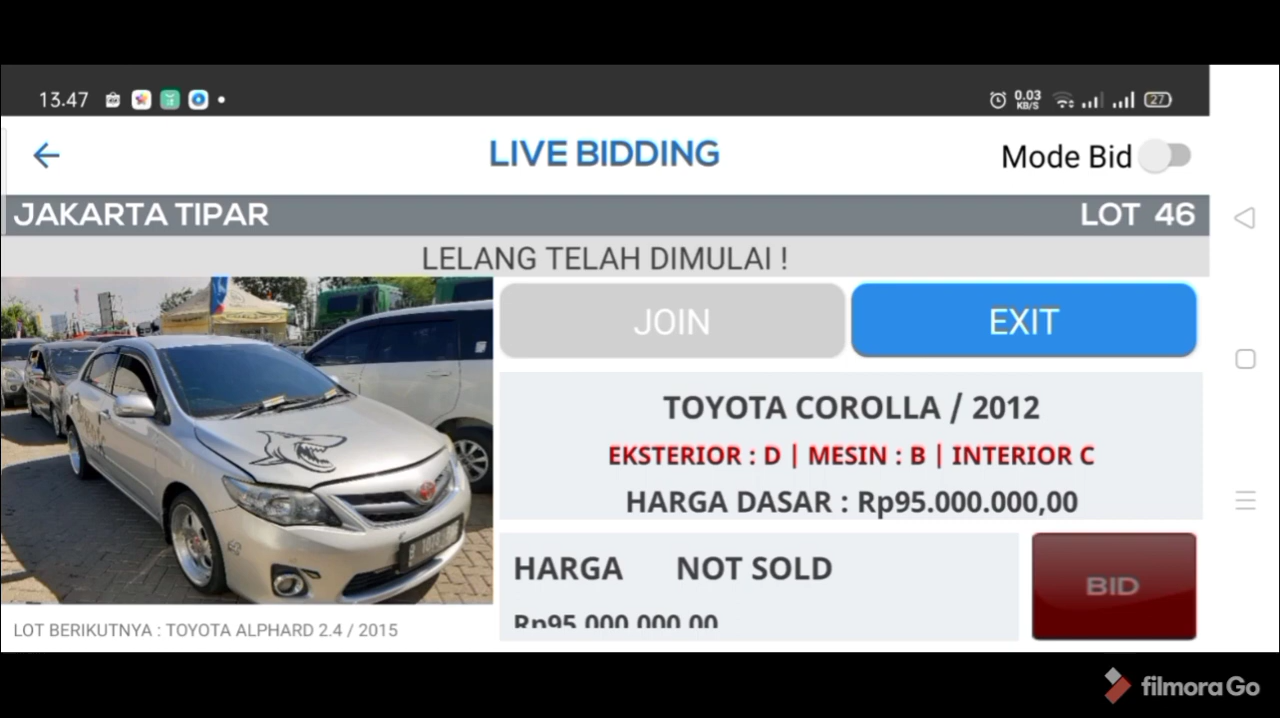 13.47
0.03
KB/S
27
LIVE BIDDING
Mode Bid
JAKARTA TIPAR
LOT 46
LELANG TELAH DIMULAI !
JOIN
EXIT
TOYOTA COROLLA / 2012
EKSTERIOR : D | MESIN : B | INTERIOR C
HARGA DASAR : Rp95.000.000,00
HARGA NOT SOLD
Rp95.000.000,00
BID
LOT BERIKUTNYA : TOYOTA ALPHARD 2.4 / 2015
filmoraGo